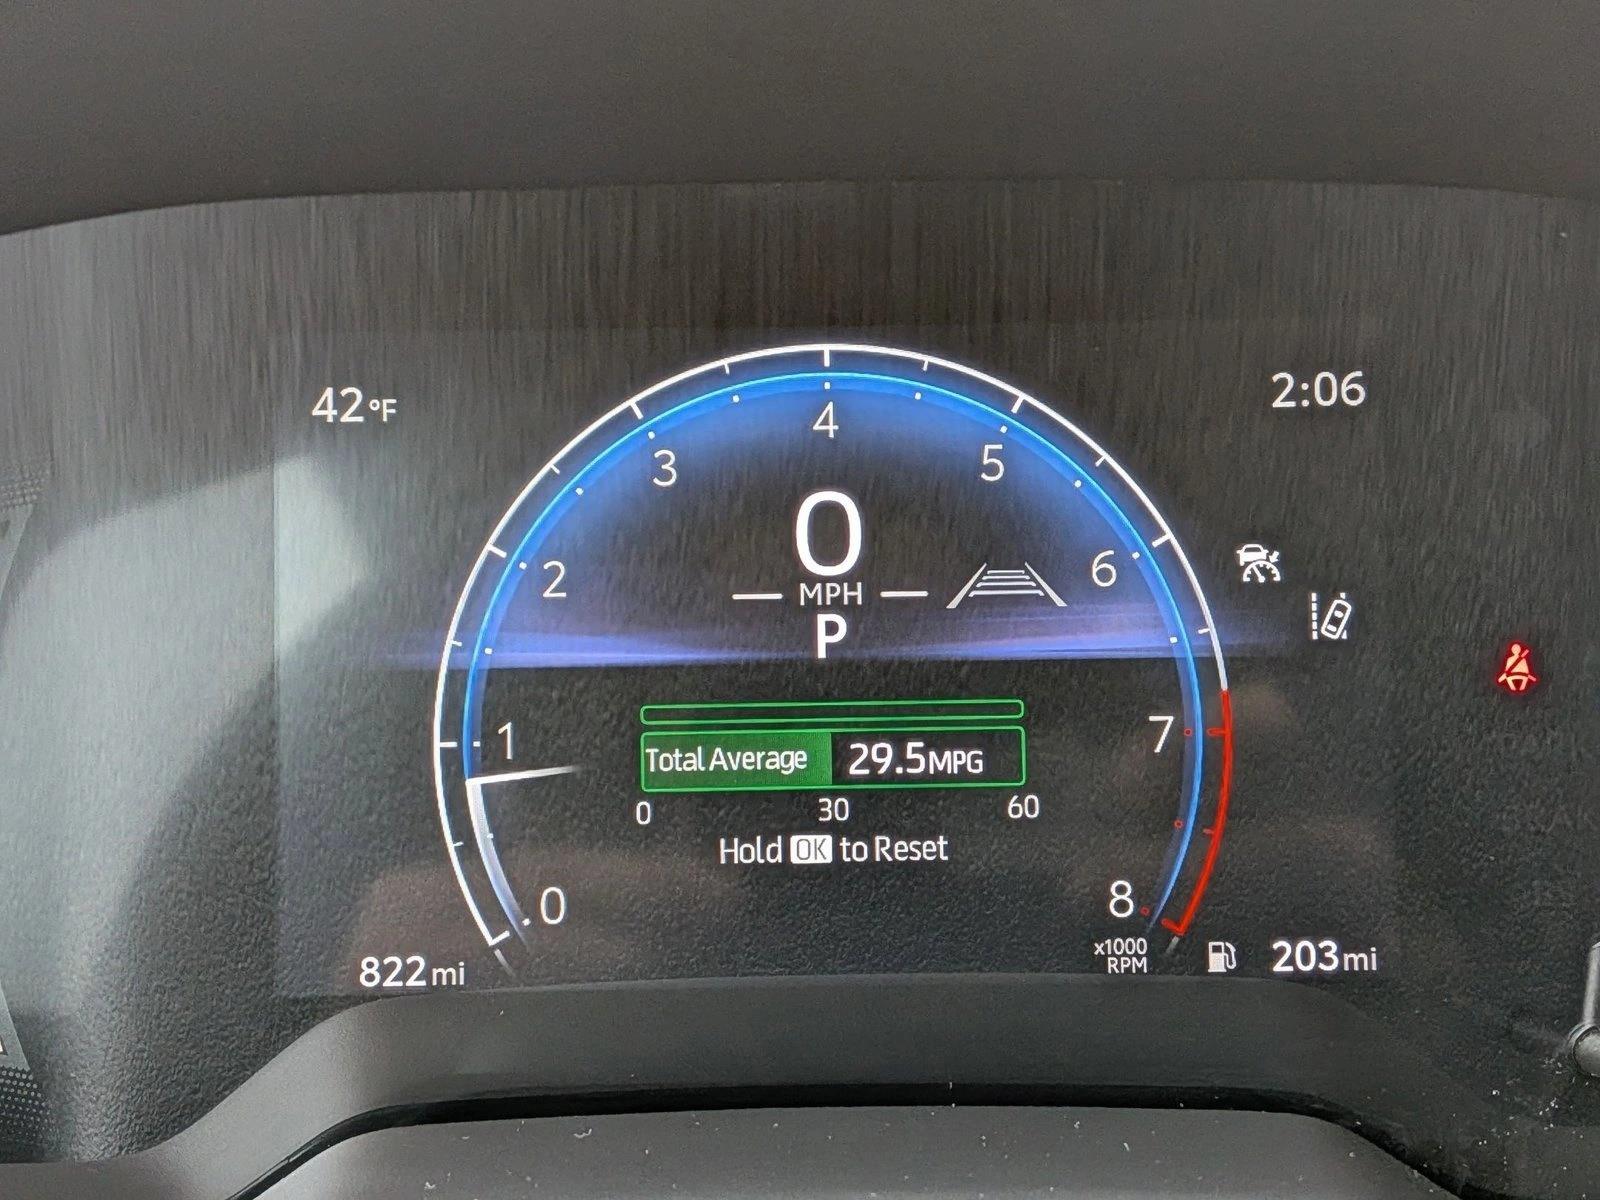 42°F
2:06
4
3
5
0
2
6
MPH
P
1
7
Total Average 29.5MPG
0 30 60
Hold OK to Reset
0
8
x1000
RPM
822mi
203mi